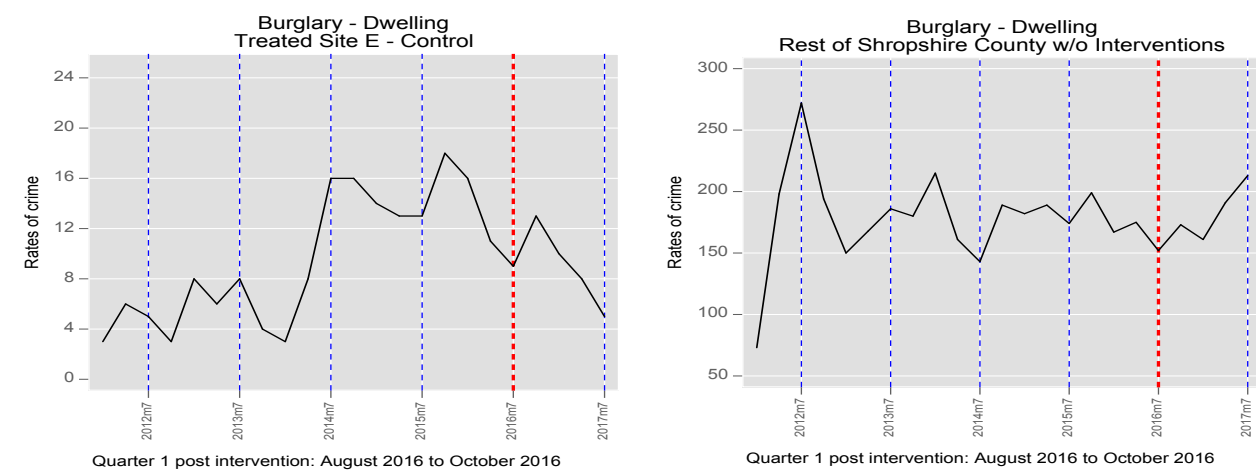 Burglary - Dwelling
Treated Site E - Control
Rates of crime
24
20
16
12
8
4
0
2012m7
2013m7
2014m7
2015m7
2016m7
2017m7
Quarter 1 post intervention: August 2016 to October 2016
Burglary - Dwelling
Rest of Shropshire County w/o Interventions
Rates of crime
300
250
200
150
100
50
2012m7
2013m7
2014m7
2015m7
2016m7
2017m7
Quarter 1 post intervention: August 2016 to October 2016